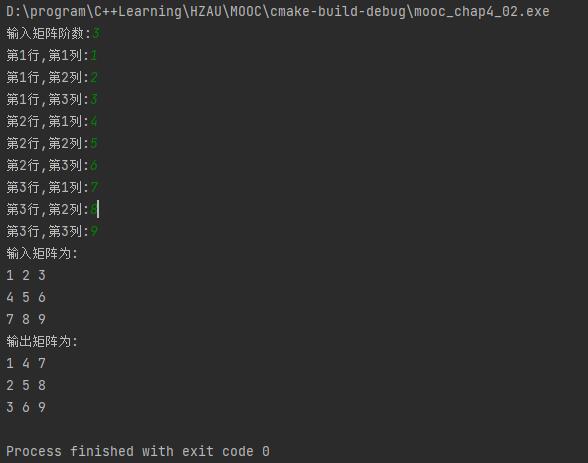 D:\program\C++Learning\HZAU\MOOC\cmake-build-debug\mooc_chap4_02.exe
输入矩阵阶数:3
第1行,第1列:1
第1行,第2列:2
第1行,第3列:3
第2行,第1列:4
第2行,第2列:5
第2行,第3列:6
第3行,第1列:7
第3行,第2列:8
第3行,第3列:9
输入矩阵为:
1 2 3
4 5 6
7 8 9
输出矩阵为:
1 4 7
2 5 8
3 6 9
Process finished with exit code 0